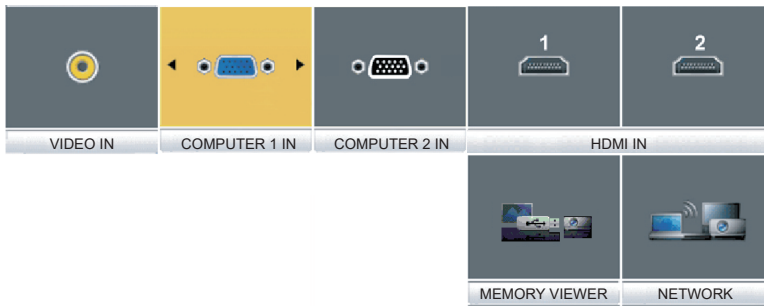 1 2
VIDEO IN COMPUTER 1 IN COMPUTER 2 IN HDMI IN
MEMORY VIEWER NETWORK